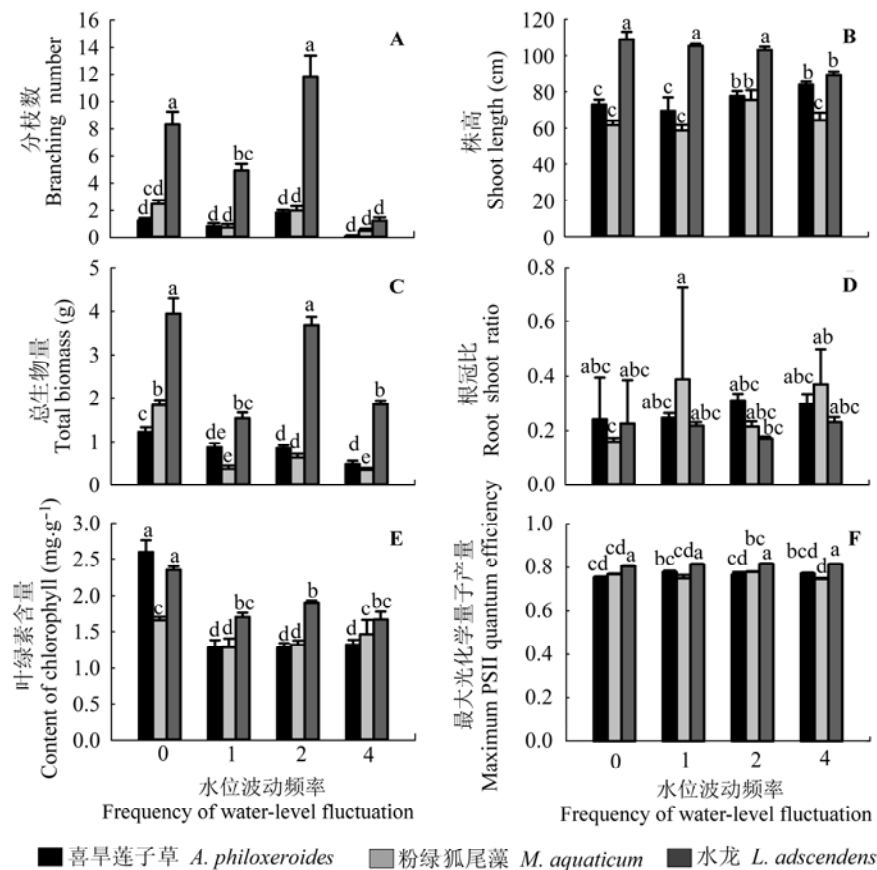 A
分枝数
Branching number
16
14
12
10
8
6
4
2
0
d cd a
d d bc
d d a
d d d
B
株高
Shoot length (cm)
120
100
80
60
40
20
0
c c a
c c a
b b a
b c b
C
总生物量
Total biomass (g)
5
4
3
2
1
0
c b a
de e bc
d d a
d e b
D
根冠比
Root shoot ratio
0.8
0.6
0.4
0.2
0.0
abc c abc
abc a abc
abc abc bc
abc ab abc
E
叶绿素含量
Content of chlorophyll (mg·g⁻¹)
3.0
2.5
2.0
1.5
1.0
0.5
0.0
a c a
d d bc
d d b
d c bc
0 1 2 4
水位波动频率
Frequency of water-level fluctuation
F
最大光化学量子产量
Maximum PSII quantum efficiency
1.0
0.8
0.6
0.4
0.2
0.0
cd cd a
bc cd a
cd bc a
bcd d a
0 1 2 4
水位波动频率
Frequency of water-level fluctuation
喜旱莲子草 A. philoxeroides 粉绿狐尾藻 M. aquaticum 水龙 L. adscendens